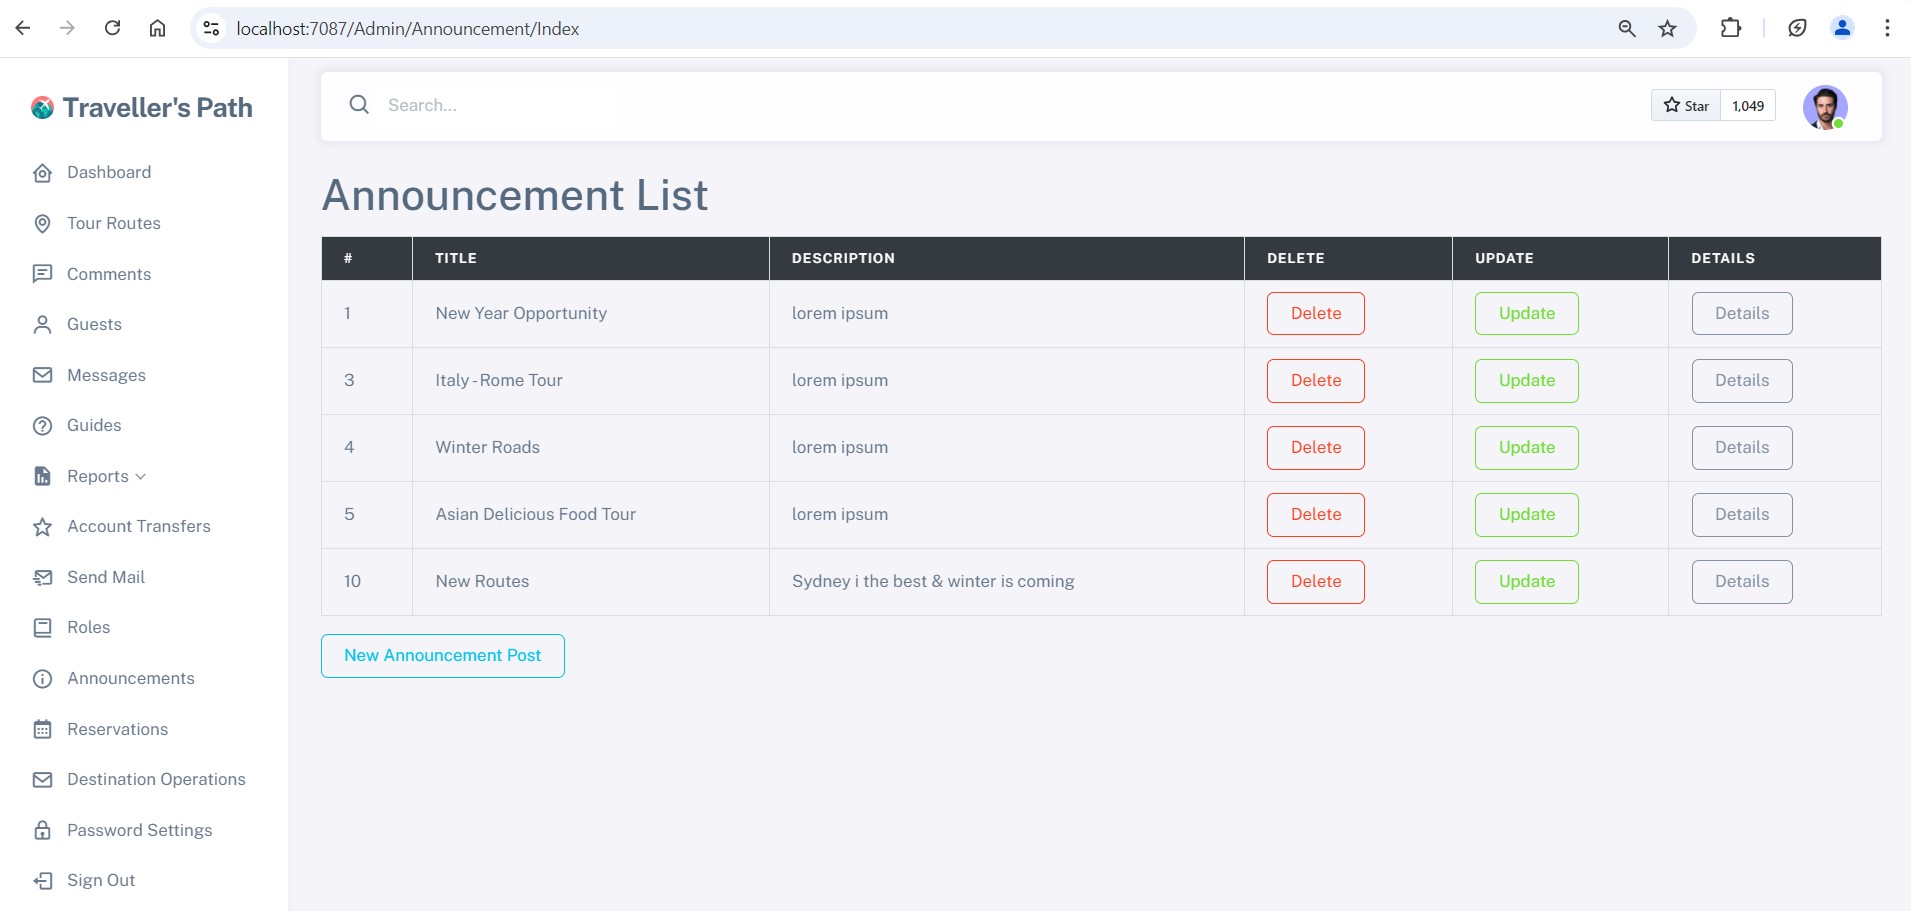 localhost:7087/Admin/Announcement/Index
Traveller's Path
Dashboard
Tour Routes
Comments
Guests
Messages
Guides
Reports
Account Transfers
Send Mail
Roles
Announcements
Reservations
Destination Operations
Password Settings
Sign Out
Search...
Star 1,049
Announcement List
# TITLE DESCRIPTION DELETE UPDATE DETAILS
1 New Year Opportunity lorem ipsum Delete Update Details
3 Italy - Rome Tour lorem ipsum Delete Update Details
4 Winter Roads lorem ipsum Delete Update Details
5 Asian Delicious Food Tour lorem ipsum Delete Update Details
10 New Routes Sydney i the best & winter is coming Delete Update Details
New Announcement Post